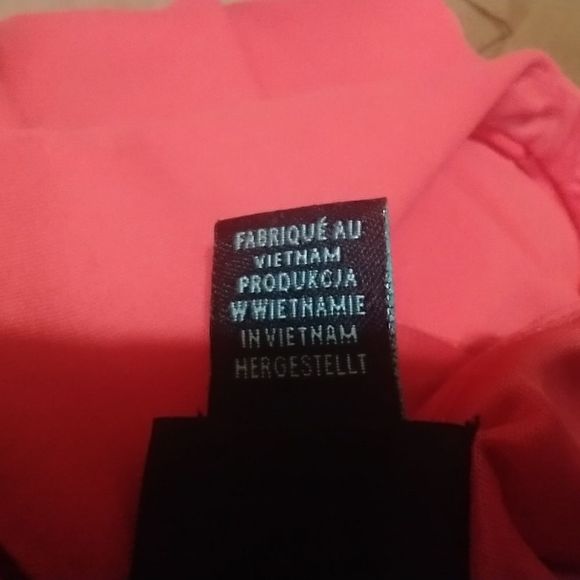 FABRIQUÉ AU
VIETNAM
PRODUKCJA
W WIETNAMIE
IN VIETNAM
HERGESTELLT